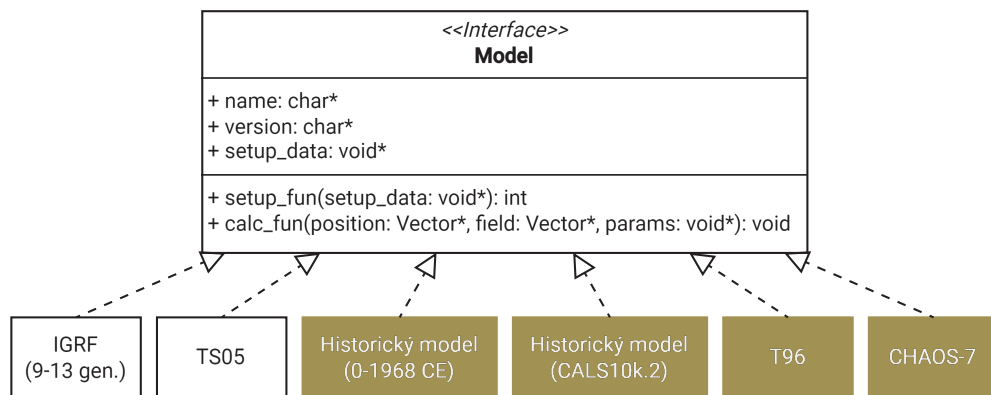 <<Interface>>
Model
+ name: char*
+ version: char*
+ setup_data: void*
+ setup_fun(setup_data: void*): int
+ calc_fun(position: Vector*, field: Vector*, params: void*): void
IGRF
(9-13 gen.)
TS05
Historický model
(0-1968 CE)
Historický model
(CALS10k.2)
T96
CHAOS-7